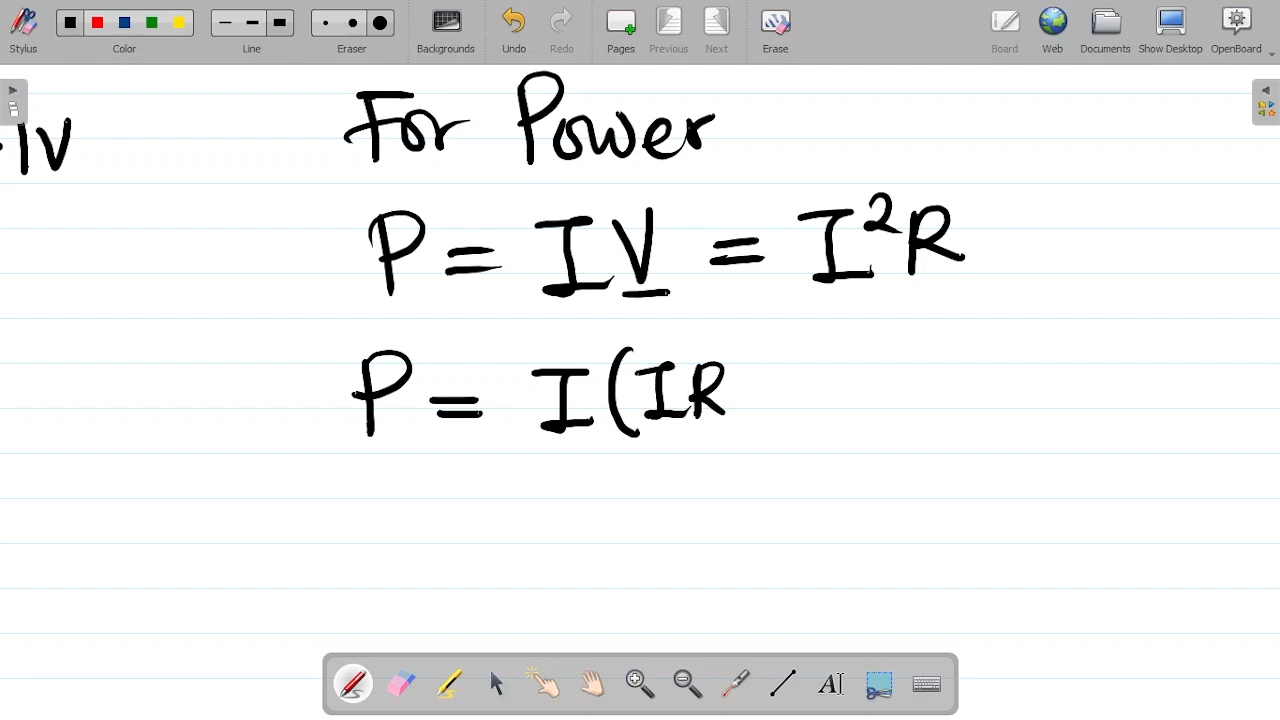 Stylus Color Line Eraser Backgrounds Undo Redo Pages Previous Next Erase Board Web Documents Show Desktop OpenBoard
IV For Power
P = IV = I²R
P = I(IR
A